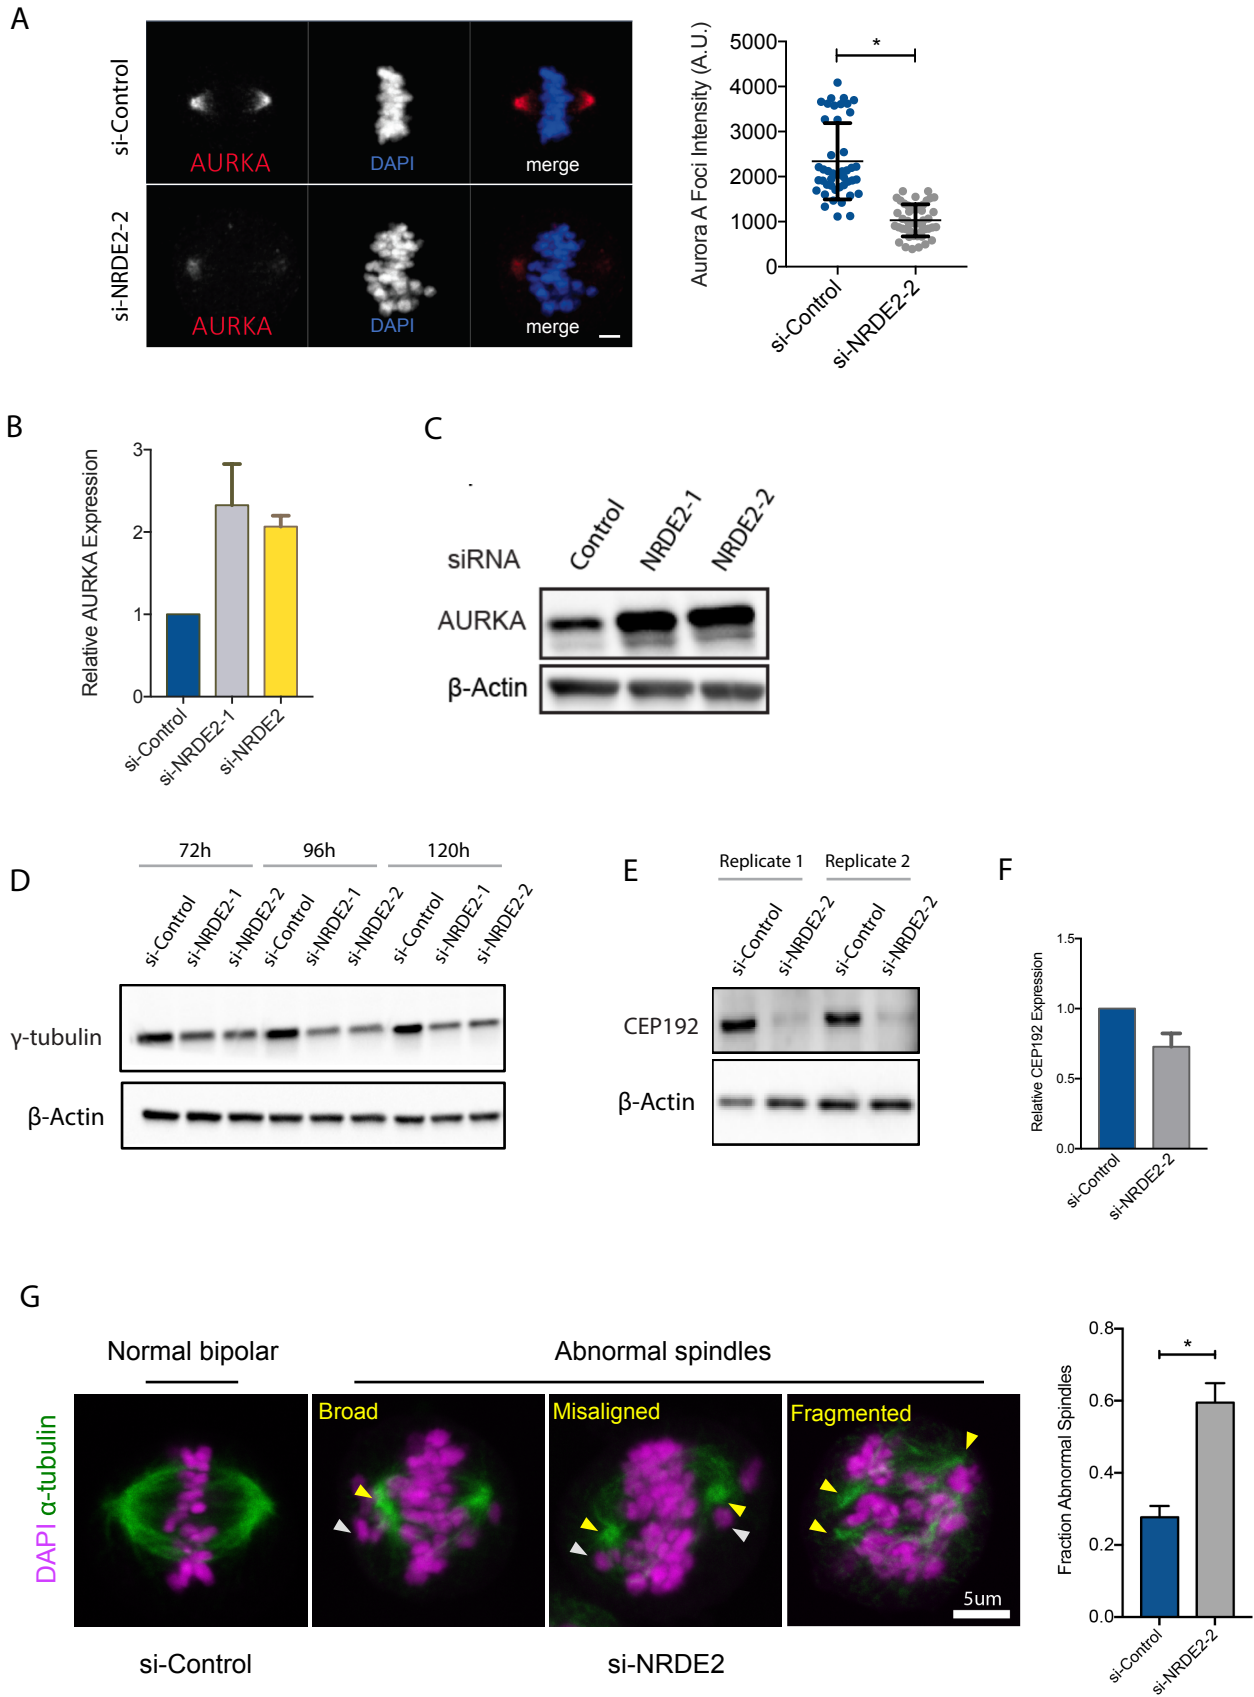 A
si-Control
AURKA
DAPI
merge
si-NRDE2-2
AURKA
DAPI
merge
Aurora A Foci Intensity (A.U.)
5000
4000
3000
2000
1000
0
*
si-Control
si-NRDE2-2
B
Relative AURKA Expression
3
2
1
0
si-Control
si-NRDE2-1
si-NRDE2
C
siRNA
Control
NRDE2-1
NRDE2-2
AURKA
β-Actin
D
72h
96h
120h
si-Control
si-NRDE2-1
si-NRDE2-2
si-Control
si-NRDE2-1
si-NRDE2-2
si-Control
si-NRDE2-1
si-NRDE2-2
γ-tubulin
β-Actin
E
Replicate 1
Replicate 2
si-Control
si-NRDE2-2
si-Control
si-NRDE2-2
CEP192
β-Actin
F
Relative CEP192 Expression
1.5
1.0
0.5
0.0
si-Control
si-NRDE2-2
G
Normal bipolar
Abnormal spindles
DAPI α-tubulin
Broad
Misaligned
Fragmented
5um
si-Control
si-NRDE2
Fraction Abnormal Spindles
0.8
0.6
0.4
0.2
0.0
*
si-Control
si-NRDE2-2